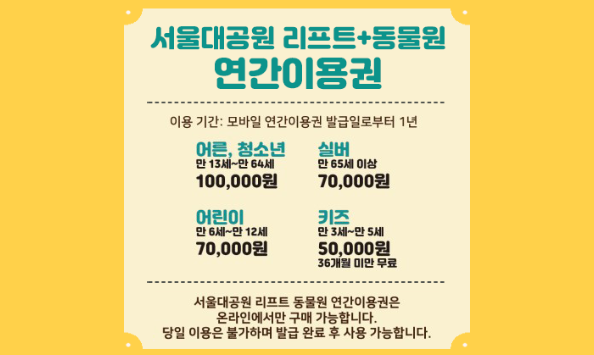 서울대공원 리프트+동물원
연간이용권
이용 기간: 모바일 연간이용권 발급일로부터 1년
어른, 청소년
만 13세~만 64세
100,000원
실버
만 65세 이상
70,000원
어린이
만 6세~만 12세
70,000원
키즈
만 3세~만 5세
50,000원
36개월 미만 무료
서울대공원 리프트 동물원 연간이용권은
온라인에서만 구매 가능합니다.
당일 이용은 불가하며 발급 완료 후 사용 가능합니다.